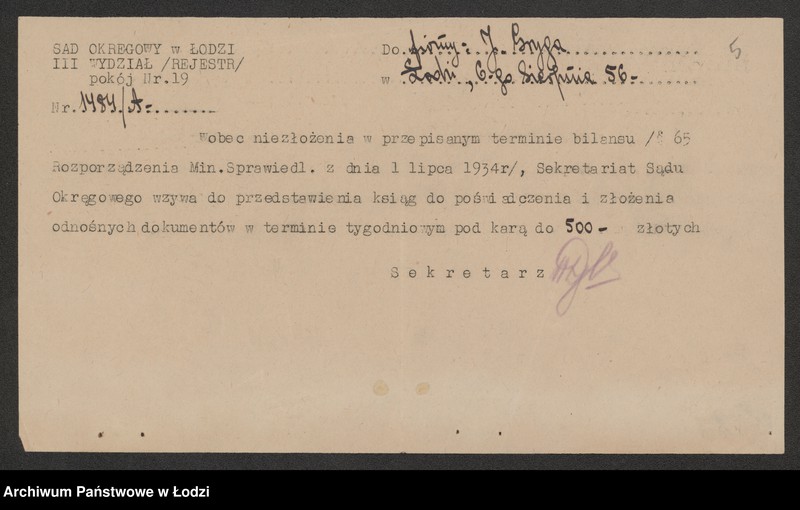 SAD OKREGOWY w ŁODZI
III WYDZIAŁ /REJESTR/
pokój Nr.19
Nr.1484/A-
Do firmy: J. Bryga
w Łodzi, 6-go Sierpnia 56-
5
Wobec niezłożenia w przepisanym terminie bilansu /§ 65
Rozporządzenia Min.Sprawiedl. z dnia 1 lipca 1934r/, Sekretariat Sądu
Okręgowego wzywa do przedstawienia ksiąg do poświadczenia i złożenia
odnośnych dokumentów w terminie tygodniowym pod karą do 500- złotych
Sekretarz
Archiwum Państwowe w Łodzi